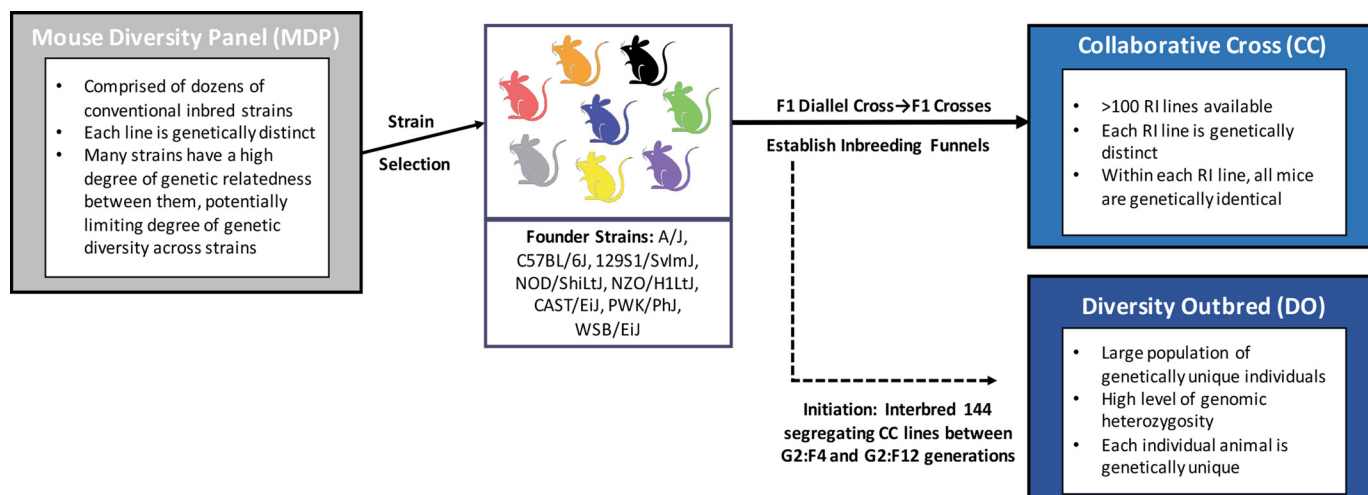 Mouse Diversity Panel (MDP)
• Comprised of dozens of
conventional inbred strains
• Each line is genetically distinct
• Many strains have a high
degree of genetic relatedness
between them, potentially
limiting degree of genetic
diversity across strains
Strain
Selection
Founder Strains: A/J,
C57BL/6J, 129S1/SvImJ,
NOD/ShiLtJ, NZO/H1LtJ,
CAST/EiJ, PWK/PhJ,
WSB/EiJ
F1 Diallel Cross→F1 Crosses
Establish Inbreeding Funnels
Collaborative Cross (CC)
• >100 RI lines available
• Each RI line is genetically
distinct
• Within each RI line, all mice
are genetically identical
Initiation: Interbred 144
segregating CC lines between
G2:F4 and G2:F12 generations
Diversity Outbred (DO)
• Large population of
genetically unique individuals
• High level of genomic
heterozygosity
• Each individual animal is
genetically unique